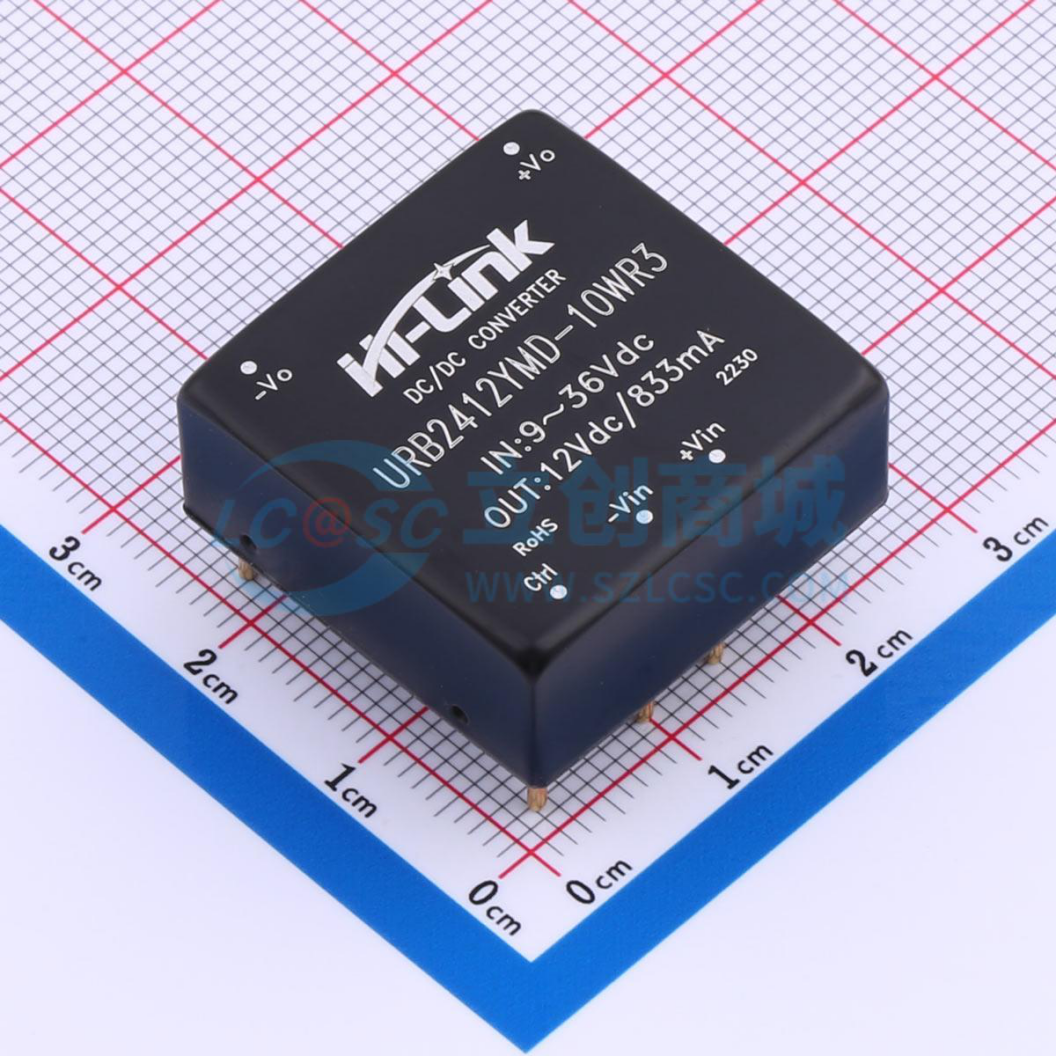 +Vo
-Vo
Hi-Link
DC/DC CONVERTER
URB2412YMD-10WR3
IN:9~36Vdc
OUT:12Vdc/833mA
2230
+Vin
-Vin
RoHS
Ctrl
LC@SC 立创商城
WWW.SZLCSC.COM
3cm
2cm
1cm
0cm
0cm
1cm
2cm
3cm